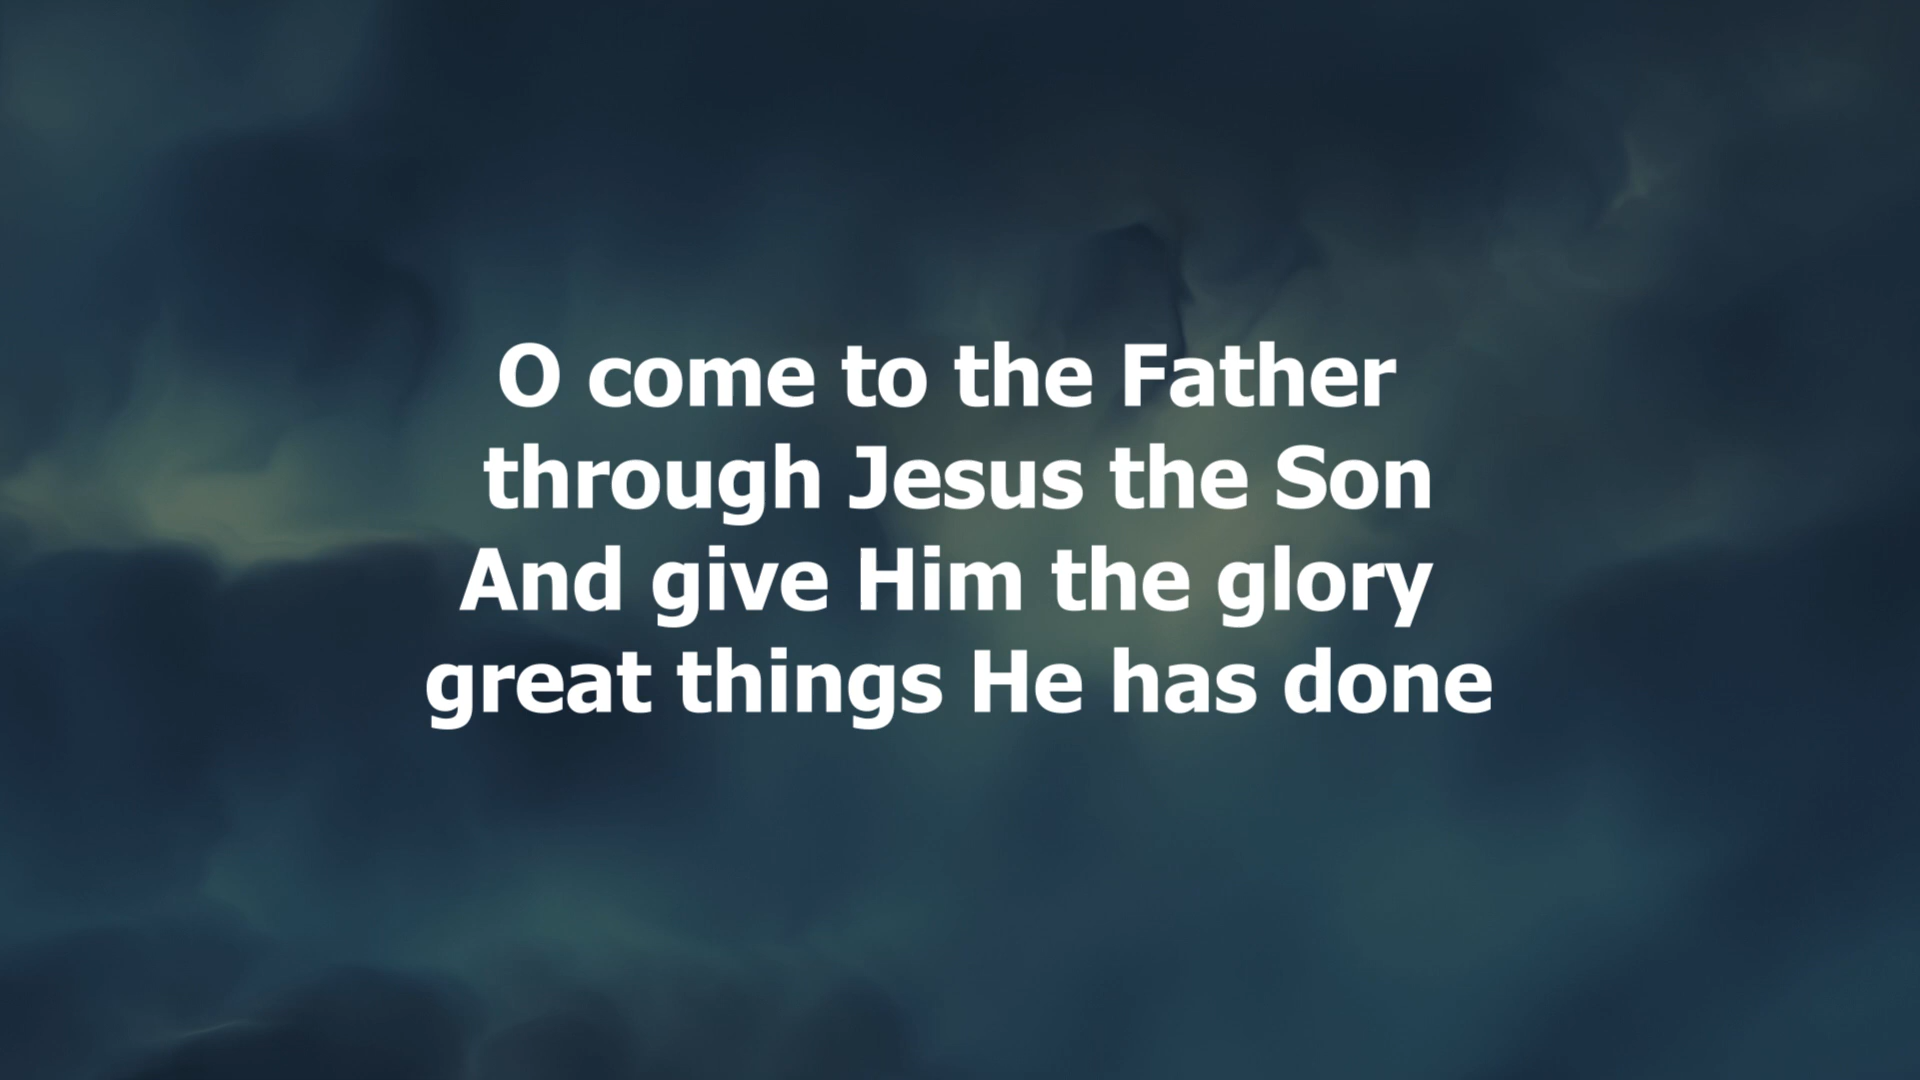 O come to the Father
through Jesus the Son
And give Him the glory
great things He has done